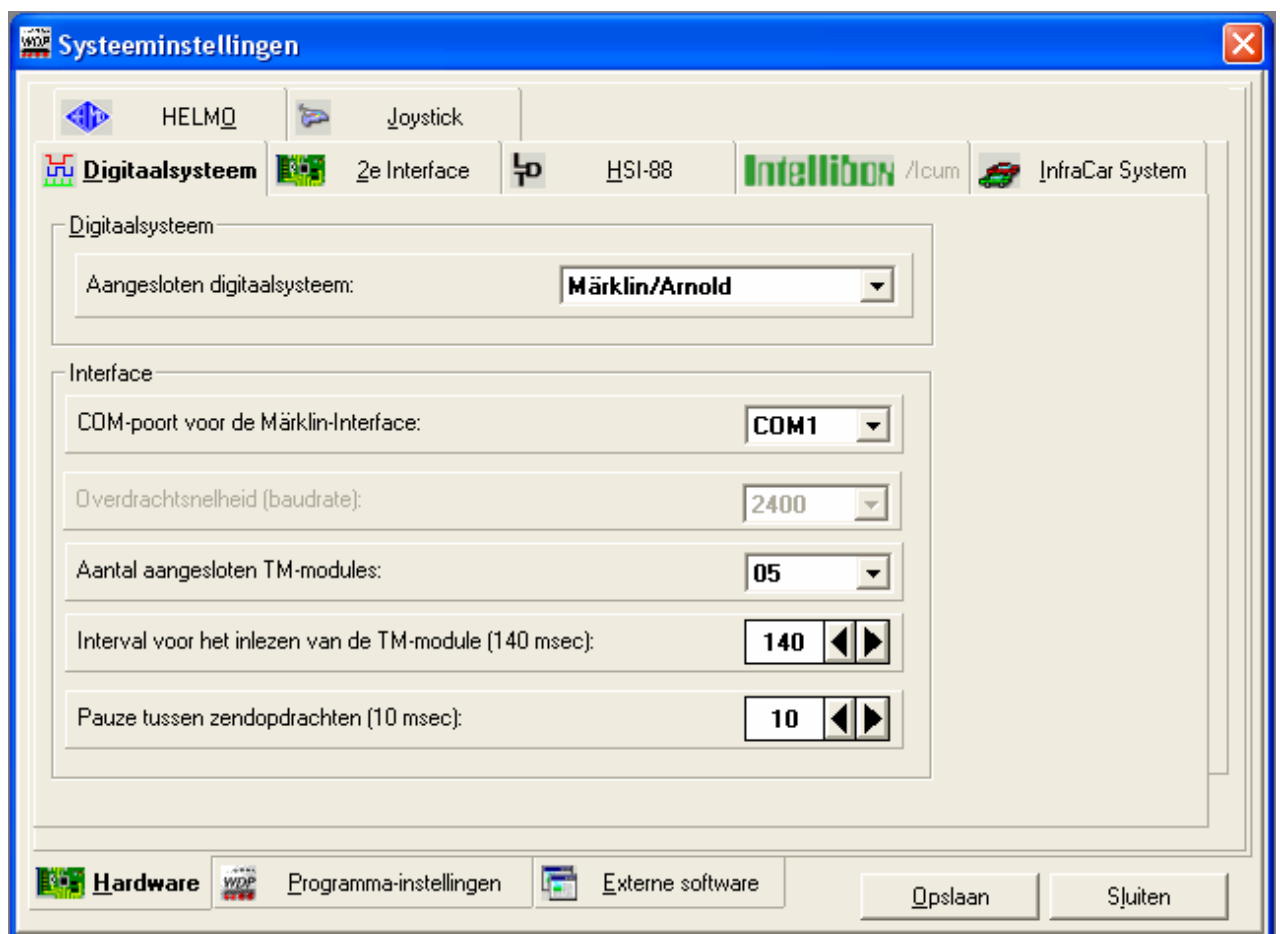 WDP Systeeminstellingen
HELMO Joystick
Digitaalsysteem 2e Interface LDT HSI-88 Intellibox /Icum InfraCar System
Digitaalsysteem
Aangesloten digitaalsysteem: Märklin/Arnold
Interface
COM-poort voor de Märklin-Interface: COM1
Overdrachtsnelheid (baudrate): 2400
Aantal aangesloten TM-modules: 05
Interval voor het inlezen van de TM-module (140 msec): 140
Pauze tussen zendopdrachten (10 msec): 10
Hardware WDP Programma-instellingen Externe software Opslaan Sluiten